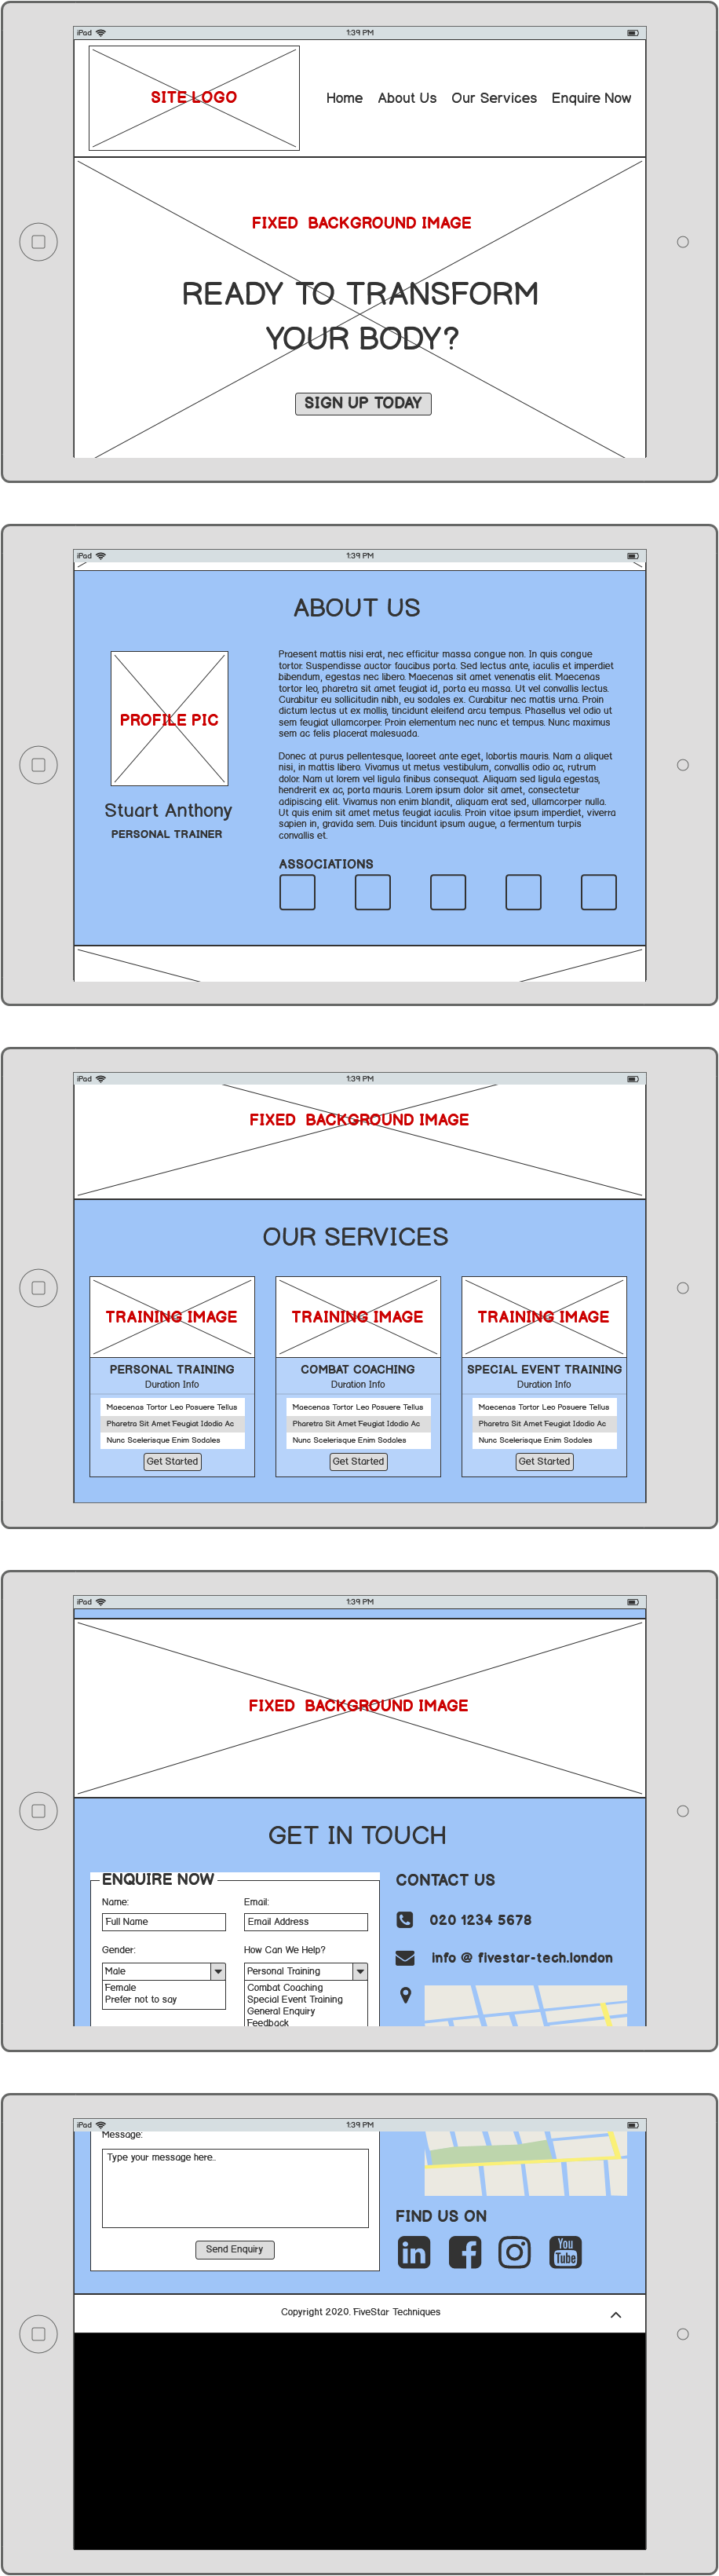 iPad 1:39 PM
SITE LOGO
Home About Us Our Services Enquire Now
FIXED BACKGROUND IMAGE
READY TO TRANSFORM
YOUR BODY?
SIGN UP TODAY
iPad 1:39 PM
ABOUT US
PROFILE PIC
Stuart Anthony
PERSONAL TRAINER
Praesent mattis nisi erat, nec efficitur massa congue non. In quis congue
tortor. Suspendisse auctor faucibus porta. Sed lectus ante, iaculis et imperdiet
bibendum, egestas nec libero. Maecenas sit amet venenatis elit. Maecenas
tortor leo, pharetra sit amet feugiat id, porta eu massa. Ut vel convallis lectus.
Curabitur eu sollicitudin nibh, eu sodales ex. Curabitur nec mattis urna. Proin
dictum lectus ut ex mollis, tincidunt eleifend arcu tempus. Phasellus vel odio ut
sem feugiat ullamcorper. Proin elementum nec nunc et tempus. Nunc maximus
sem ac felis placerat malesuada.
Donec at purus pellentesque, laoreet ante eget, lobortis mauris. Nam a aliquet
nisi, in mattis libero. Vivamus ut metus vestibulum, convallis odio ac, rutrum
dolor. Nam ut lorem vel ligula finibus consequat. Aliquam sed ligula egestas,
hendrerit ex ac, porta mauris. Lorem ipsum dolor sit amet, consectetur
adipiscing elit. Vivamus non enim blandit, aliquam erat sed, ullamcorper nulla.
Ut quis enim sit amet metus feugiat iaculis. Proin vitae ipsum imperdiet, viverra
sapien in, gravida sem. Duis tincidunt ipsum augue, a fermentum turpis
convallis et.
ASSOCIATIONS
iPad 1:39 PM
FIXED BACKGROUND IMAGE
OUR SERVICES
TRAINING IMAGE
PERSONAL TRAINING
Duration Info
Maecenas Tortor Leo Posuere Tellus
Pharetra Sit Amet Feugiat Idodio Ac
Nunc Scelerisque Enim Sodales
Get Started
TRAINING IMAGE
COMBAT COACHING
Duration Info
Maecenas Tortor Leo Posuere Tellus
Pharetra Sit Amet Feugiat Idodio Ac
Nunc Scelerisque Enim Sodales
Get Started
TRAINING IMAGE
SPECIAL EVENT TRAINING
Duration Info
Maecenas Tortor Leo Posuere Tellus
Pharetra Sit Amet Feugiat Idodio Ac
Nunc Scelerisque Enim Sodales
Get Started
iPad 1:39 PM
FIXED BACKGROUND IMAGE
GET IN TOUCH
ENQUIRE NOW
Name: Email:
Full Name Email Address
Gender: How Can We Help?
Male Personal Training
Female Combat Coaching
Prefer not to say Special Event Training
General Enquiry
Feedback
CONTACT US
020 1234 5678
info @ fivestar-tech.london
iPad 1:39 PM
Message:
Type your message here..
Send Enquiry
FIND US ON
in f You Tube
Copyright 2020. FiveStar Techniques